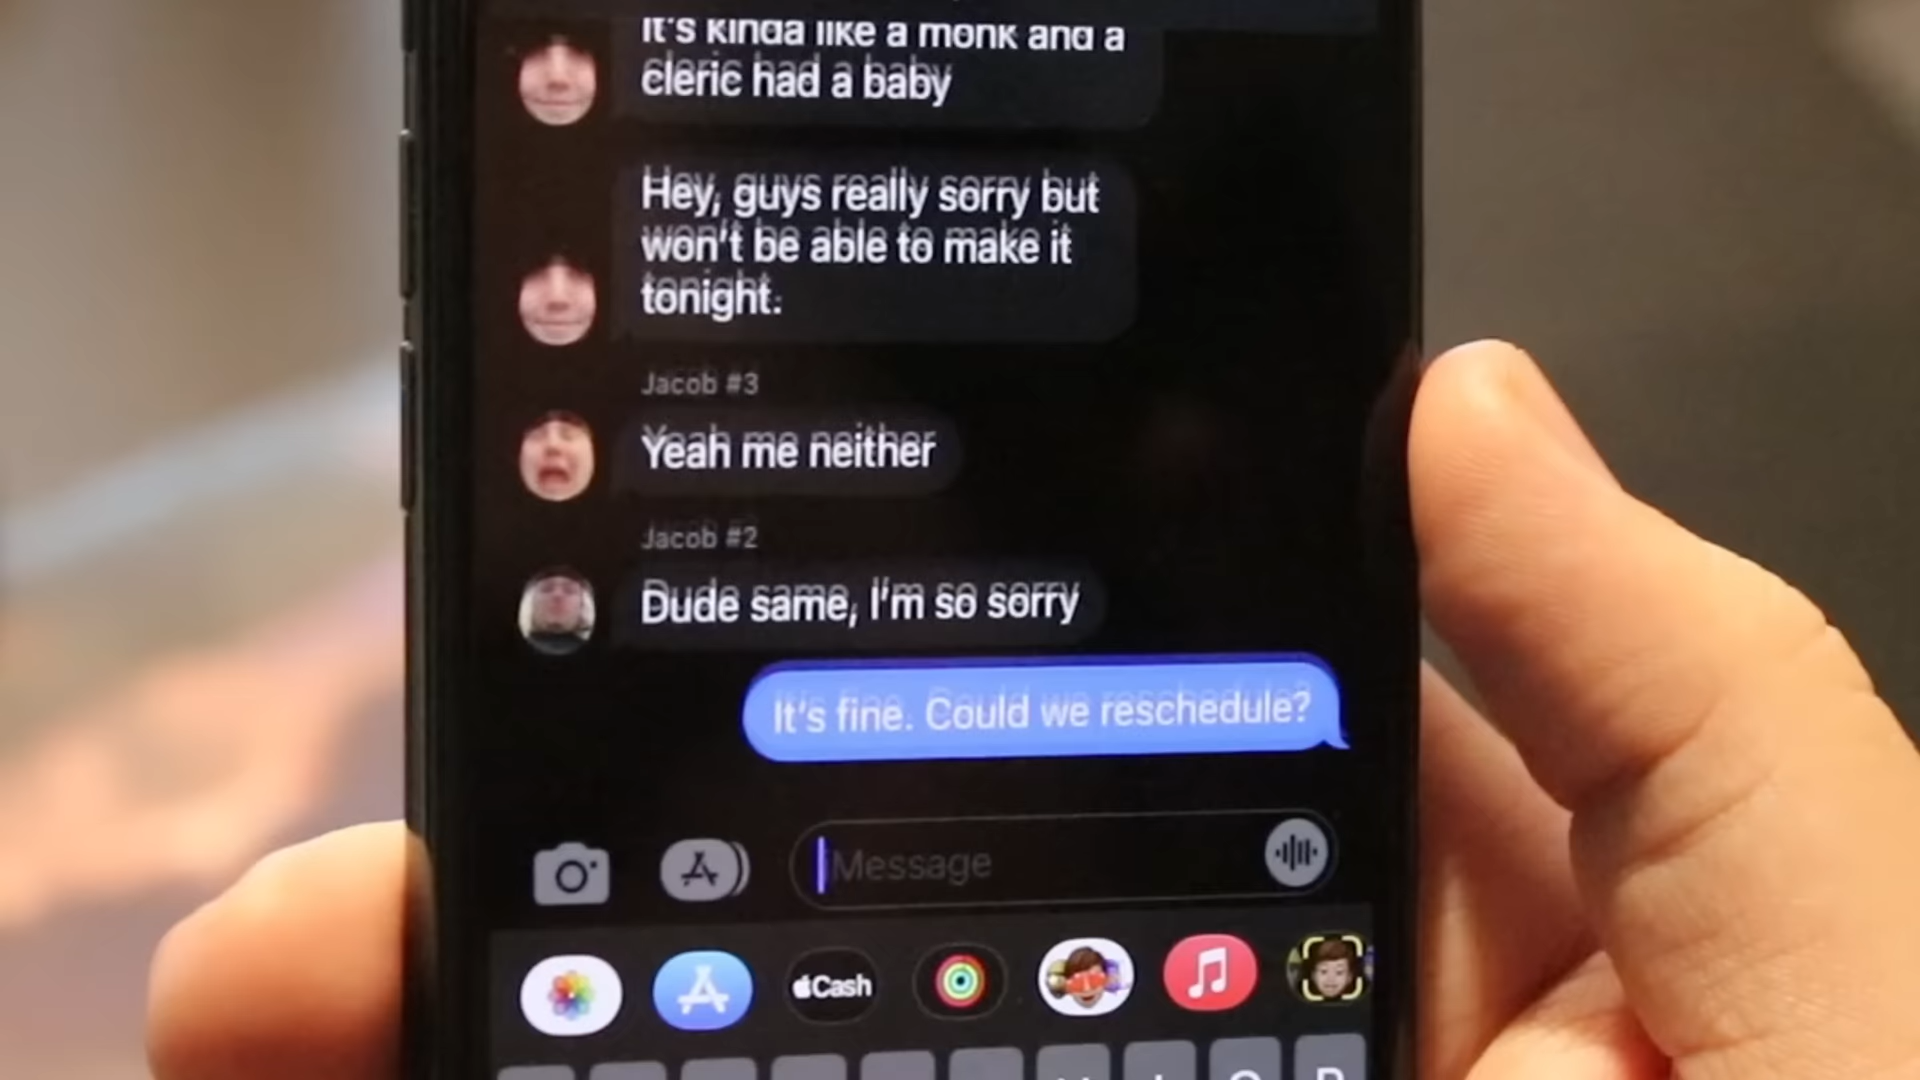 It's kinda like a monk and a
cleric had a baby
Hey, guys really sorry but
won't be able to make it
tonight.
Jacob #3
Yeah me neither
Jacob #2
Dude same, I'm so sorry
It's fine. Could we reschedule?
Message
Cash
O P